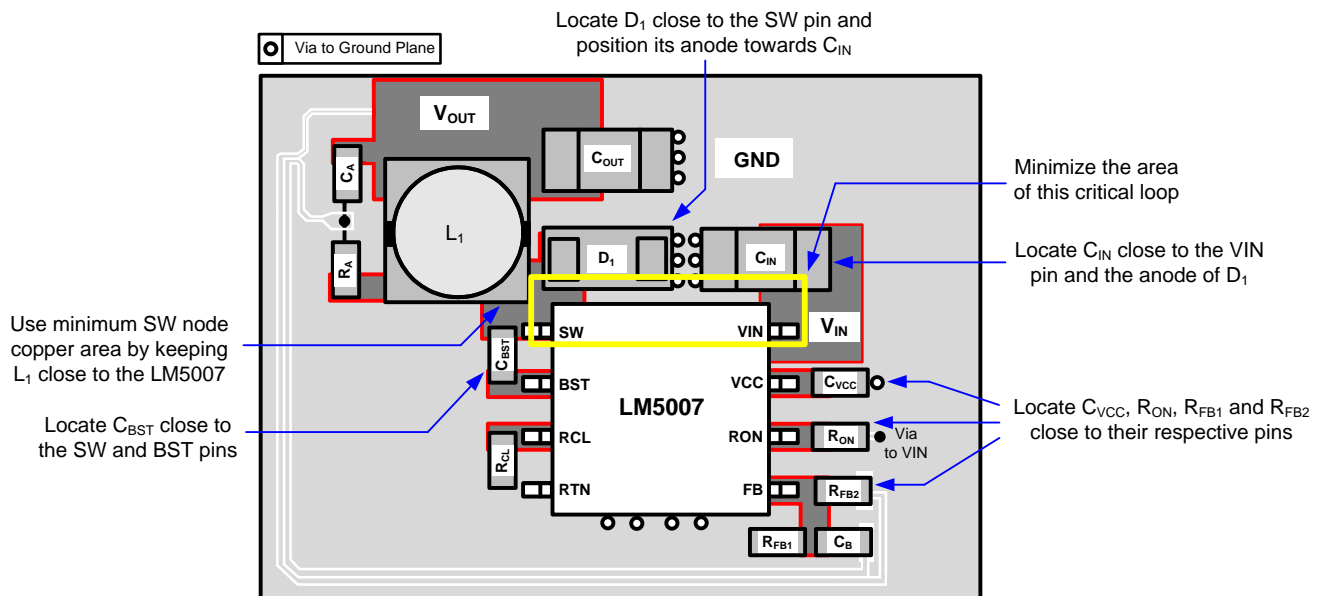 Locate D1 close to the SW pin and
position its anode towards CIN
Via to Ground Plane
VOUT
COUT
GND
CA
L1
RA
D1
CIN
Minimize the area
of this critical loop
Locate CIN close to the VIN
pin and the anode of D1
Use minimum SW node
copper area by keeping
L1 close to the LM5007
Locate CBST close to
the SW and BST pins
CBST
RCL
SW
BST
RCL
RTN
LM5007
VIN
VCC
RON
FB
VIN
CVCC
RON
Via
to VIN
RFB2
RFB1
CB
Locate CVCC, RON, RFB1 and RFB2
close to their respective pins